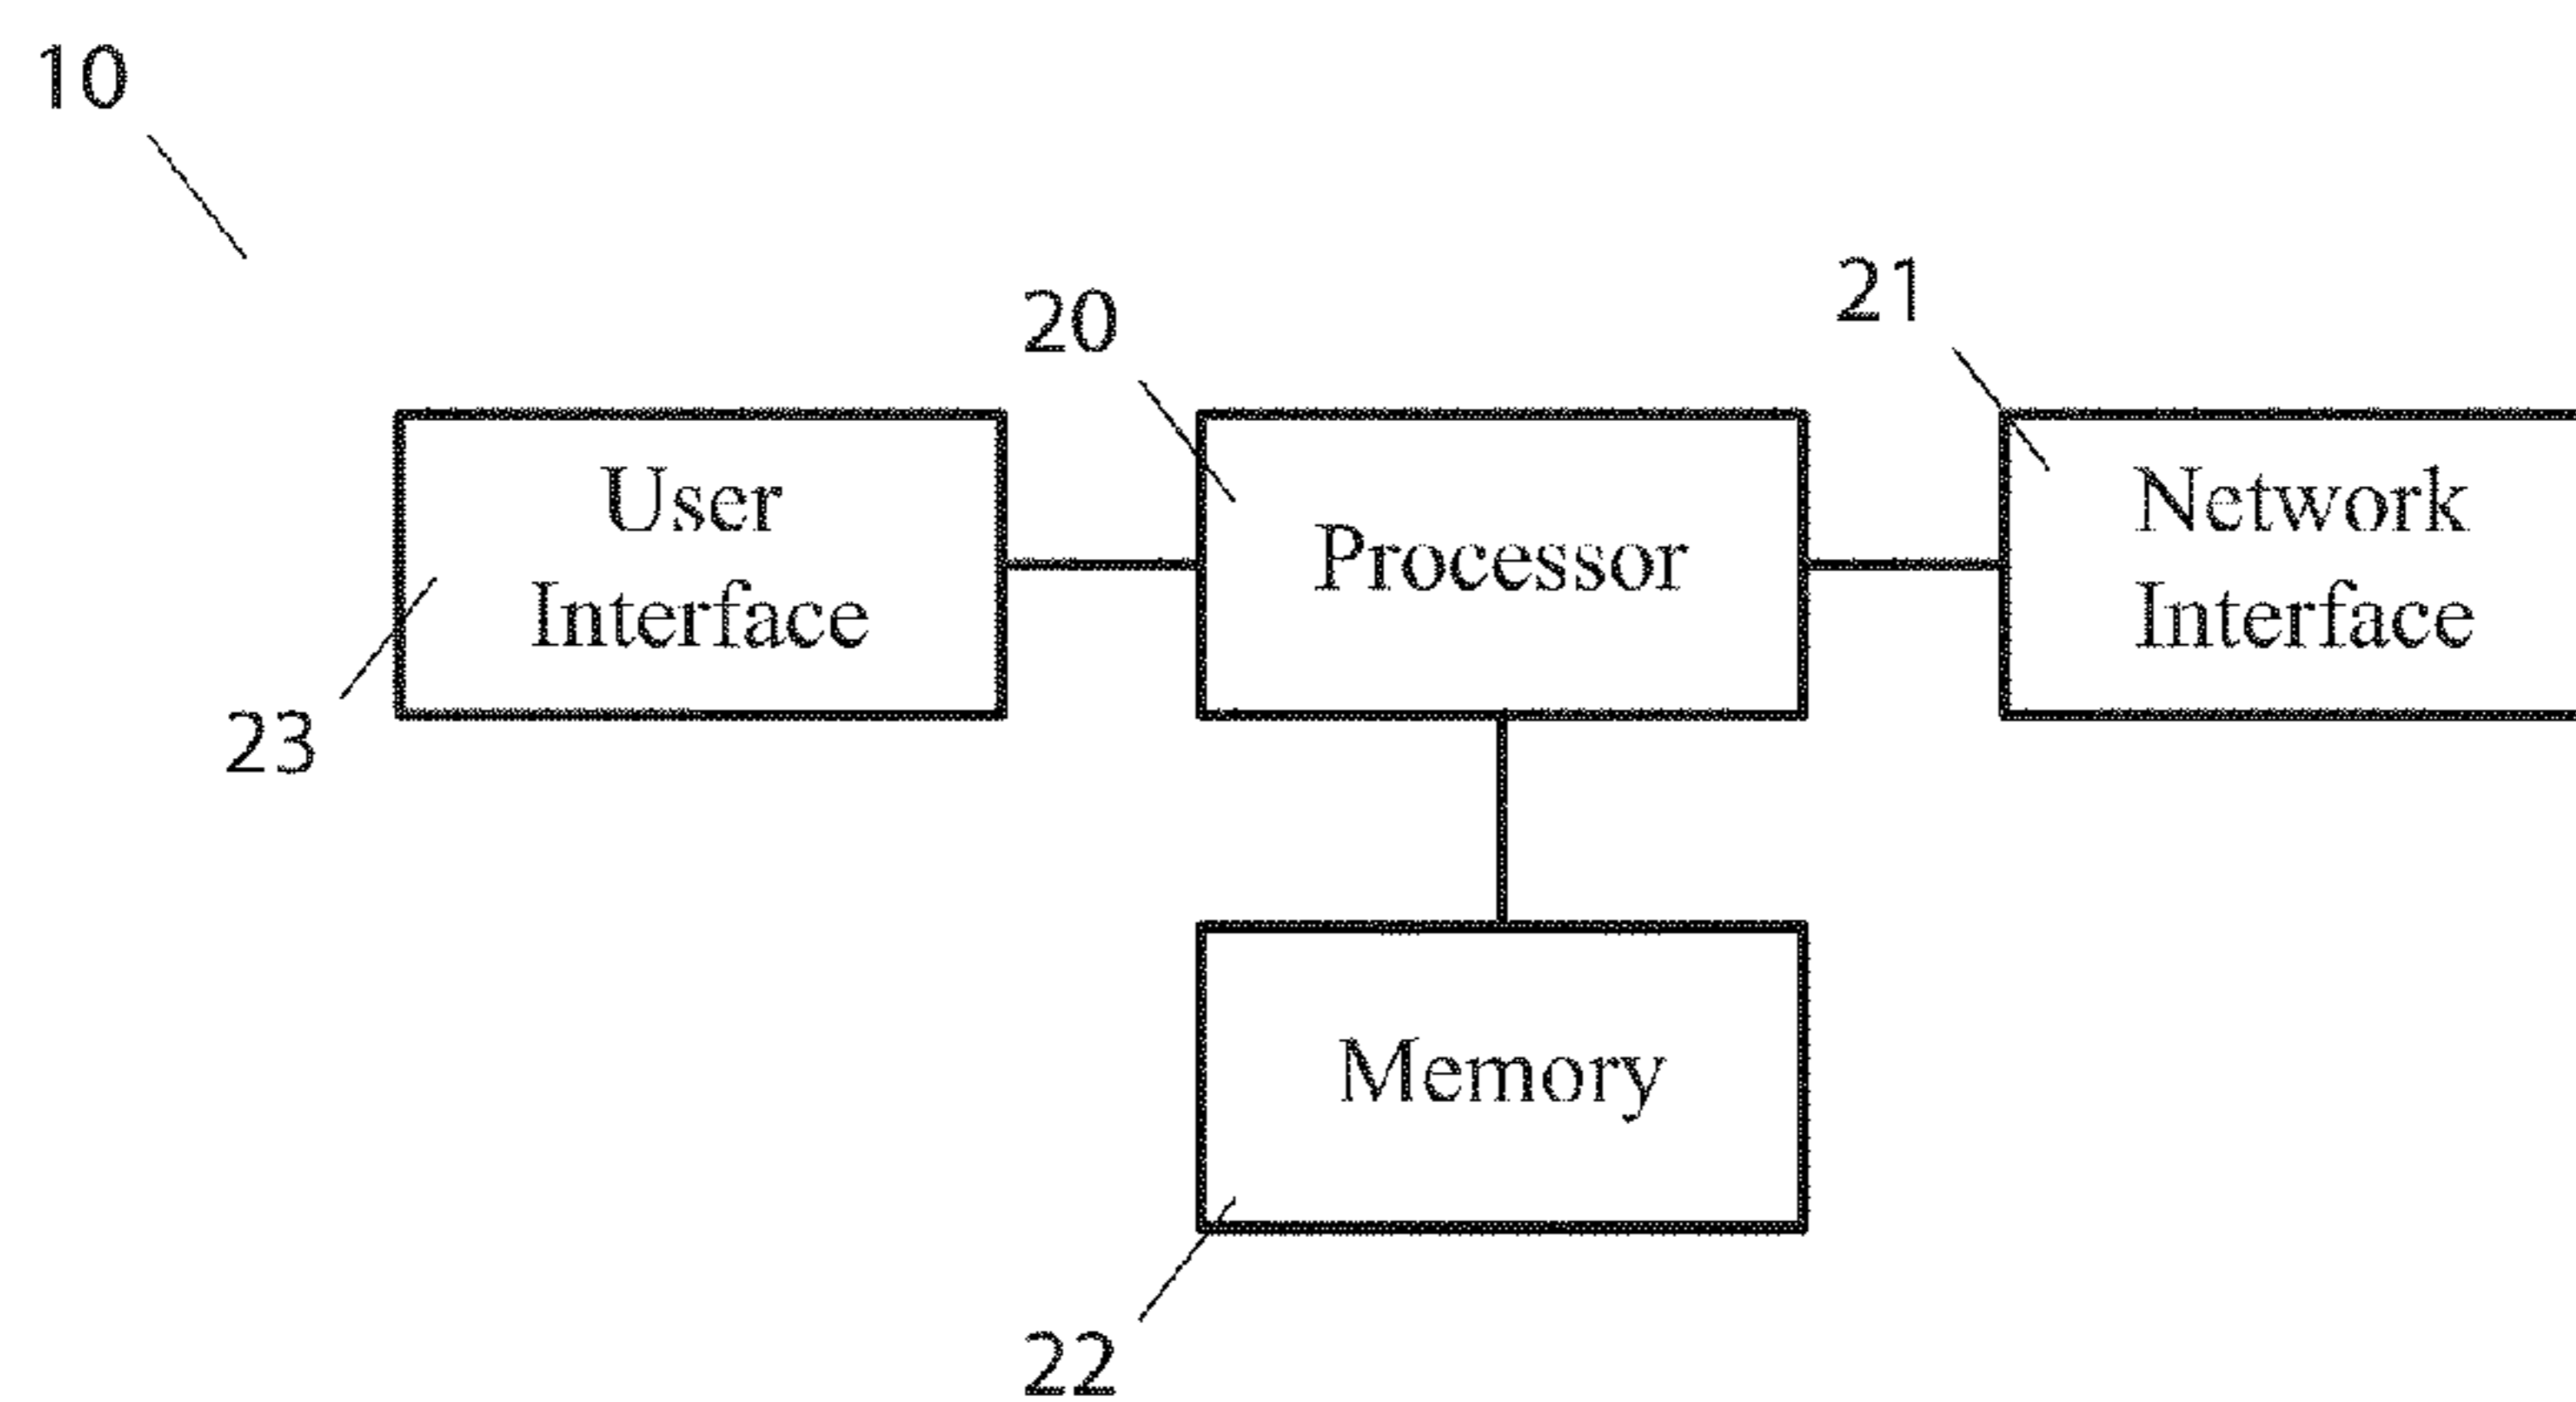 10
20
21
User
Interface
Processor
Network
Interface
23
Memory
22